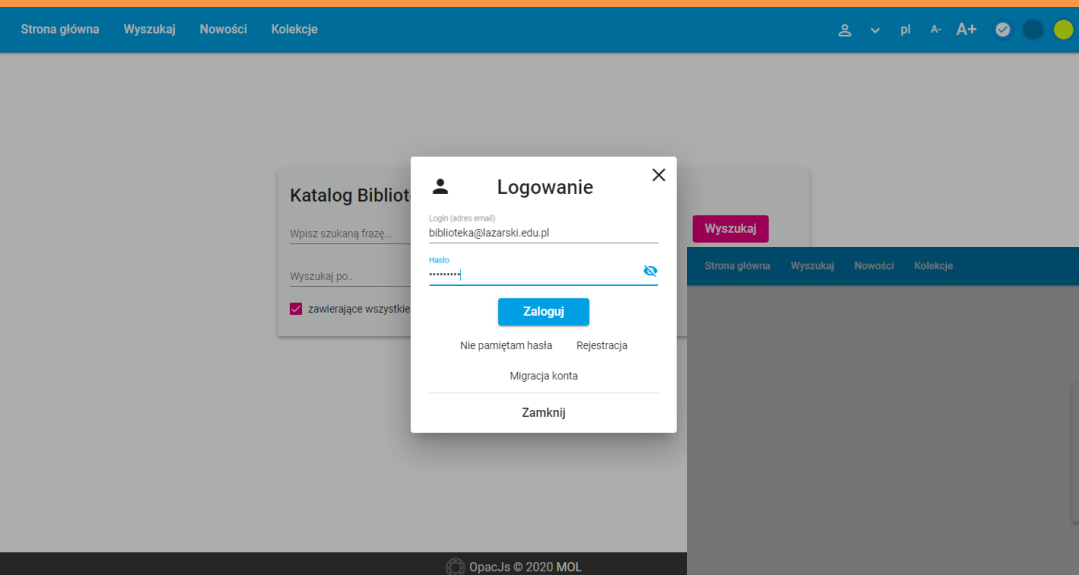 Strona główna Wyszukaj Nowości Kolekcje pl A- A+
Logowanie
Katalog
Login (adres email)
biblioteka@lazarski.edu.pl
Wpisz szukaną frazę...
Wyszukaj
Hasło
•••••••••
Wyszukaj po..
Strona główna Wyszukaj Nowości Kolekcje
zawierające wszystkie
Zaloguj
Nie pamiętam hasła Rejestracja
Migracja konta
Zamknij
OpacJs © 2020 MOL